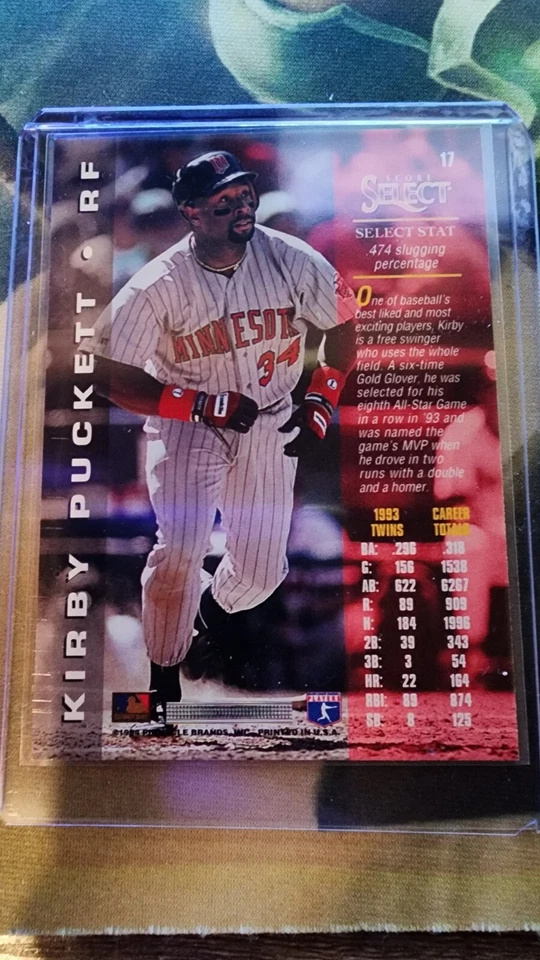 KIRBY PUCKETT • RF
17
SCORE
SELECT
SELECT STAT
.474 slugging
percentage
One of baseball's
best liked and most
exciting players, Kirby
is a free swinger
who uses the whole
field. A six-time
Gold Glover, he was
selected for his
eighth All-Star Game
in a row in '93 and
was named the
game's MVP when
he drove in two
runs with a double
and a homer.
1993 CAREER
TWINS TOTALS
BA: .296 .318
G: 156 1538
AB: 622 6267
R: 89 909
H: 184 1996
2B: 39 343
3B: 3 54
HR: 22 164
RBI: 89 874
SB: 8 125
MINNESOTA
34
PLAYERS
©1994 PINNACLE BRANDS, INC. PRINTED IN U.S.A.